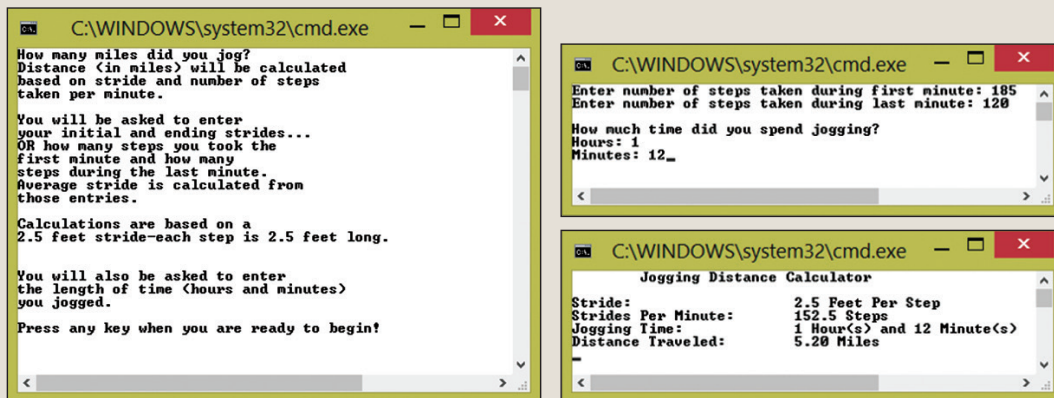 C:\WINDOWS\system32\cmd.exe
How many miles did you jog?
Distance (in miles) will be calculated
based on stride and number of steps
taken per minute.
You will be asked to enter
your initial and ending strides...
OR how many steps you took the
first minute and how many
steps during the last minute.
Average stride is calculated from
those entries.
Calculations are based on a
2.5 feet stride-each step is 2.5 feet long.
You will also be asked to enter
the length of time (hours and minutes)
you jogged.
Press any key when you are ready to begin!
C:\WINDOWS\system32\cmd.exe
Enter number of steps taken during first minute: 185
Enter number of steps taken during last minute: 120
How much time did you spend jogging?
Hours: 1
Minutes: 12_
C:\WINDOWS\system32\cmd.exe
Jogging Distance Calculator
Stride: 2.5 Feet Per Step
Strides Per Minute: 152.5 Steps
Jogging Time: 1 Hour(s) and 12 Minute(s)
Distance Traveled: 5.20 Miles